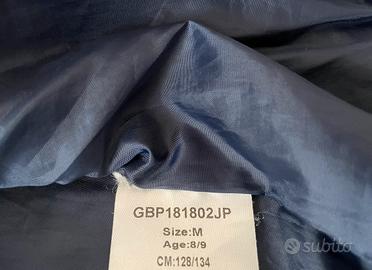 GBP181802JP
Size:M
Age:8/9
CM:128/134
subito